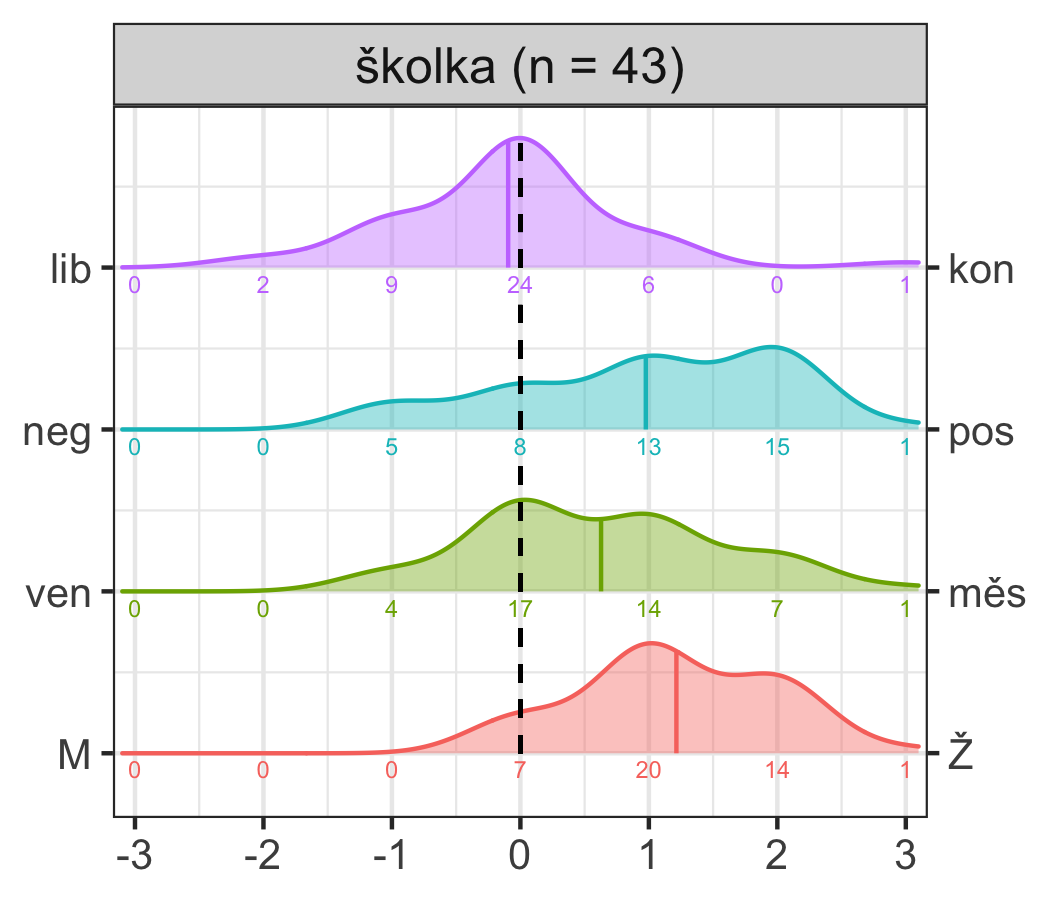 školka (n = 43)
lib kon
0 2 9 24 6 0 1
neg pos
0 0 5 8 13 15 1
ven měs
0 0 4 17 14 7 1
M Ž
0 0 0 7 20 14 1
-3 -2 -1 0 1 2 3